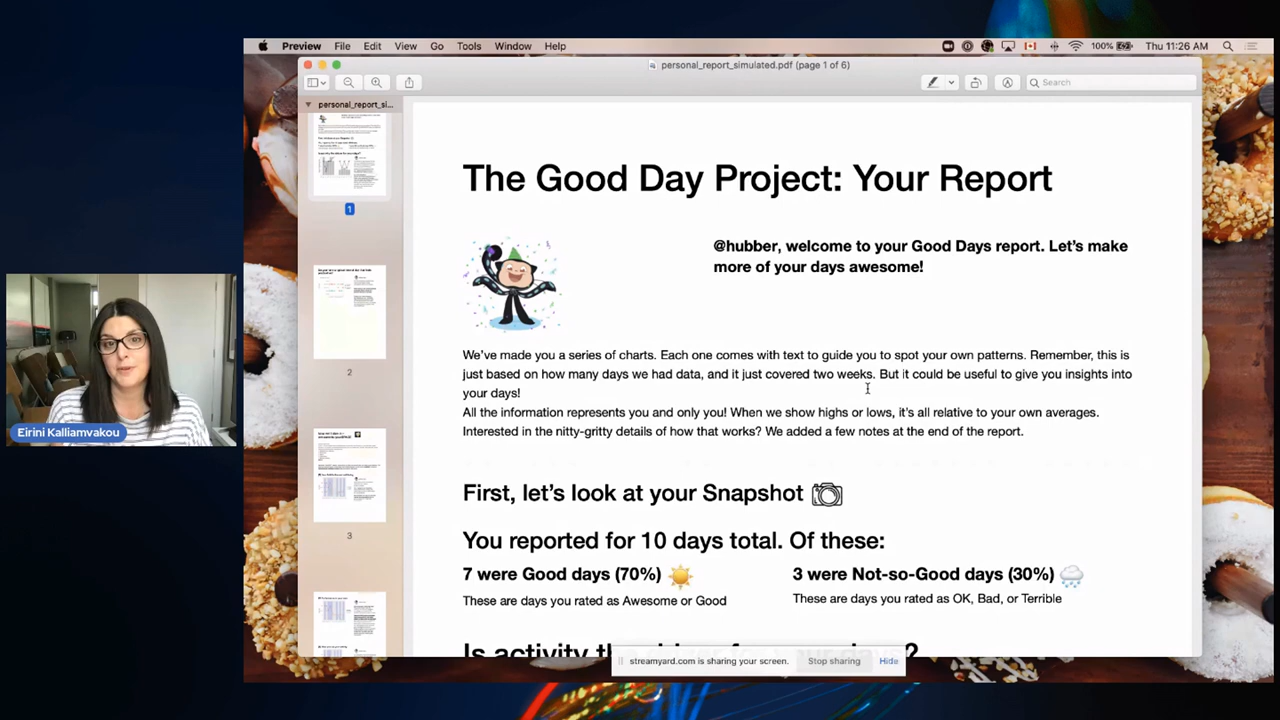 Preview File Edit View Go Tools Window Help 100% Thu 11:26 AM
personal_report_simulated.pdf (page 1 of 6)
Search
personal_report_si...
1
2
3
The Good Day Project: Your Report
@hubber, welcome to your Good Days report. Let's make
more of your days awesome!
We've made you a series of charts. Each one comes with text to guide you to spot your own patterns. Remember, this is
just based on how many days we had data, and it just covered two weeks. But it could be useful to give you insights into
your days!
All the information represents you and only you! When we show highs or lows, it's all relative to your own averages.
Interested in the nitty-gritty details of how that works? We added a few notes at the end of the report.
First, let's look at your Snapshot
You reported for 10 days total. Of these:
7 were Good days (70%)
These are days you rated as Awesome or Good
3 were Not-so-Good days (30%)
These are days you rated as OK, Bad, or Terrible
Is activity
?
streamyard.com is sharing your screen. Stop sharing Hide
Eirini Kalliamvakou